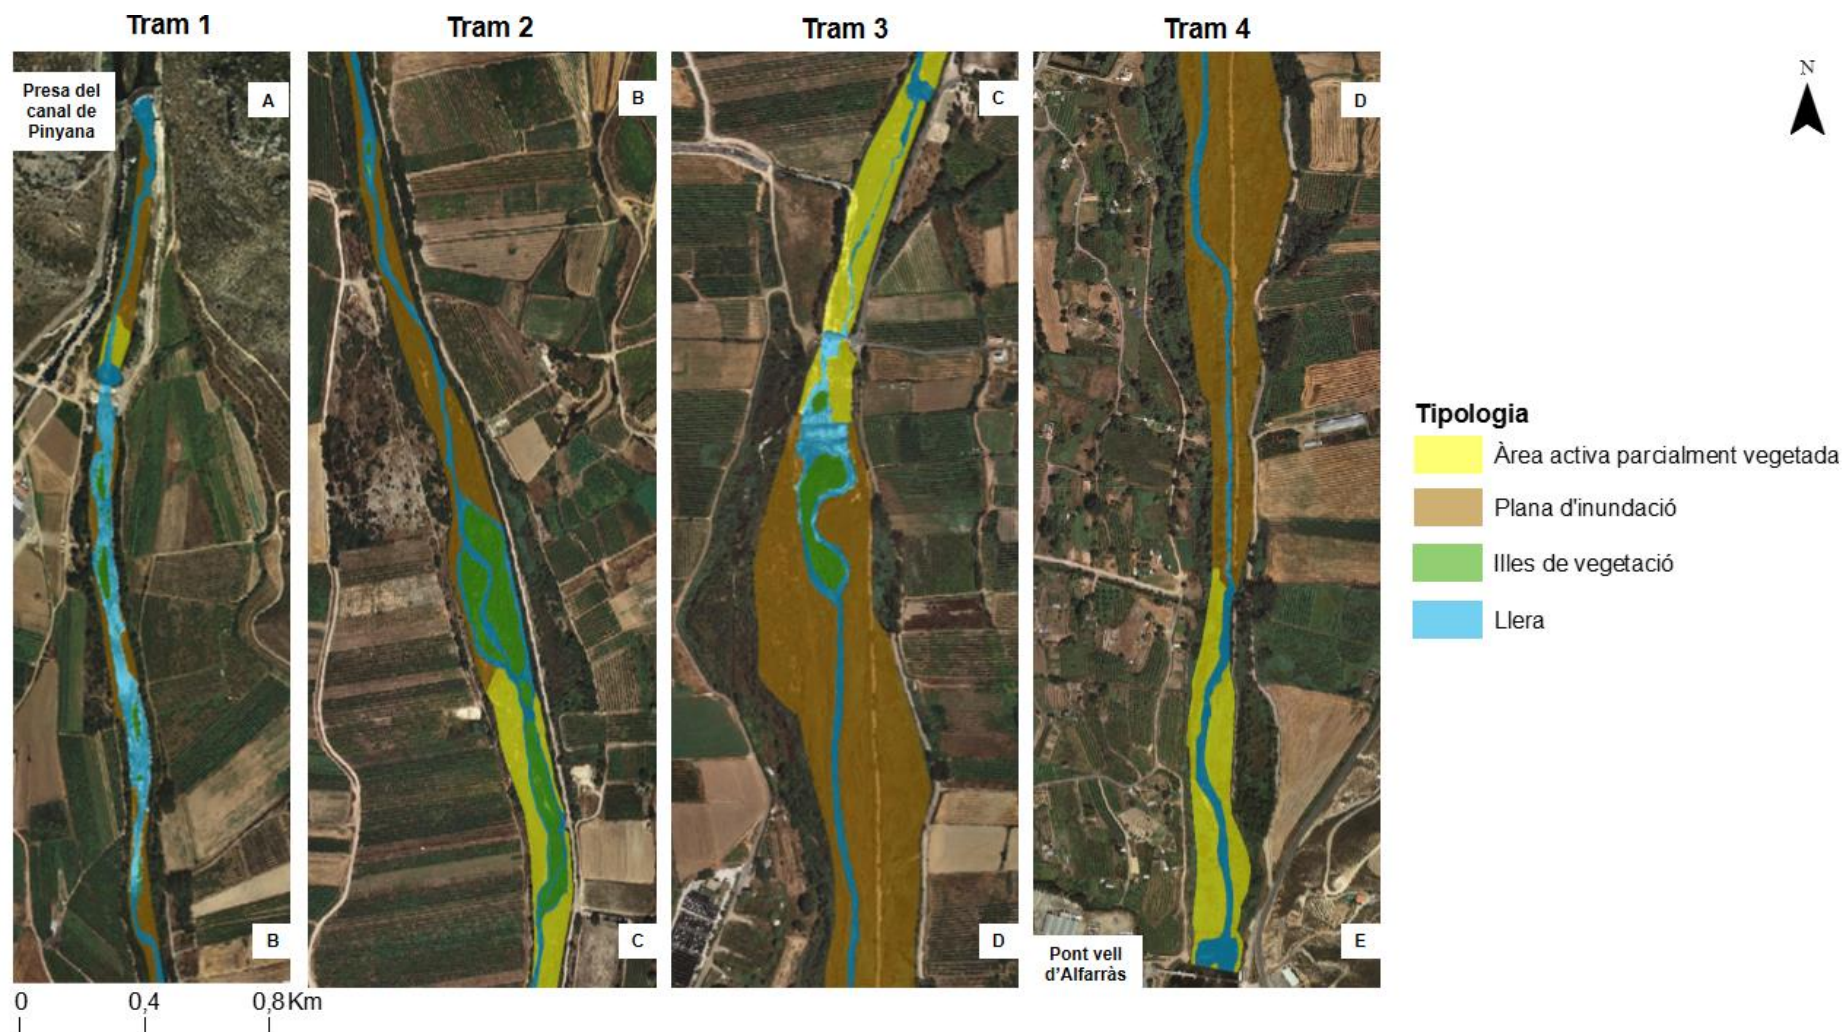 Tram 1
Tram 2
Tram 3
Tram 4
Presa del
canal de
Pinyana
A
B
B
C
C
D
D
E
Pont vell
d'Alfarràs
N
Tipologia
Àrea activa parcialment vegetada
Plana d'inundació
Illes de vegetació
Llera
0
0,4
0,8 Km